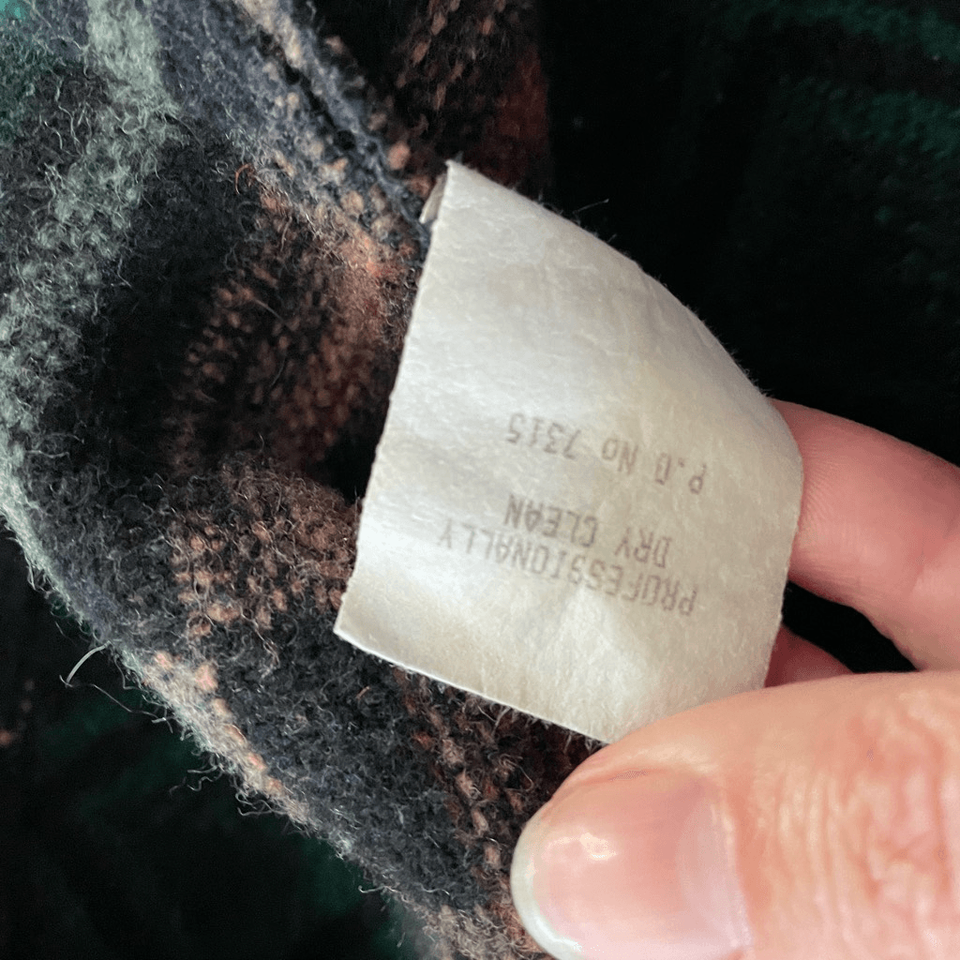 PROFESSIONALLY
DRY CLEAN
P.O No 7315